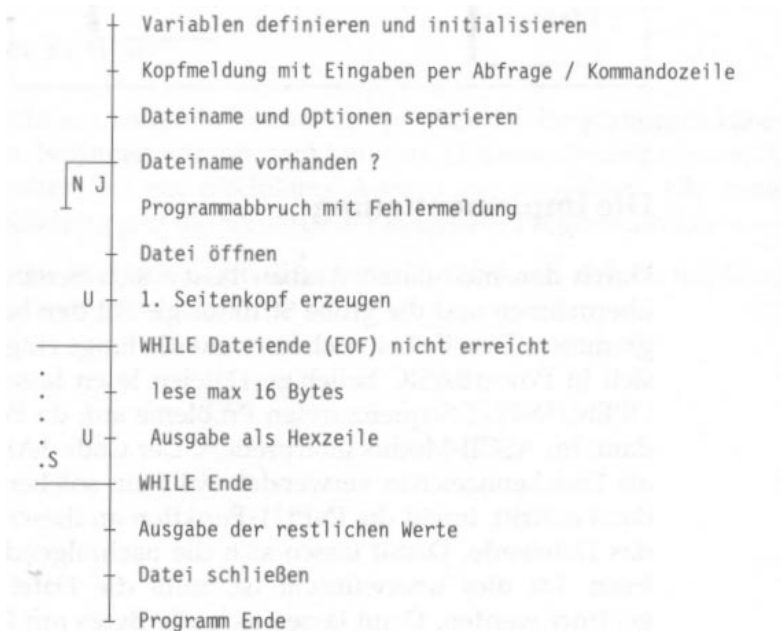 Variablen definieren und initialisieren
Kopfmeldung mit Eingaben per Abfrage / Kommandozeile
Dateiname und Optionen separieren
Dateiname vorhanden ?
N J
Programmabbruch mit Fehlermeldung
Datei öffnen
U 1. Seitenkopf erzeugen
WHILE Dateiende (EOF) nicht erreicht
lese max 16 Bytes
U Ausgabe als Hexzeile
.S
WHILE Ende
Ausgabe der restlichen Werte
Datei schließen
Programm Ende